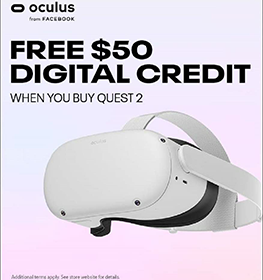 oculus
from FACEBOOK
FREE $50
DIGITAL CREDIT
WHEN YOU BUY QUEST 2
Additional terms apply. See store website for details.